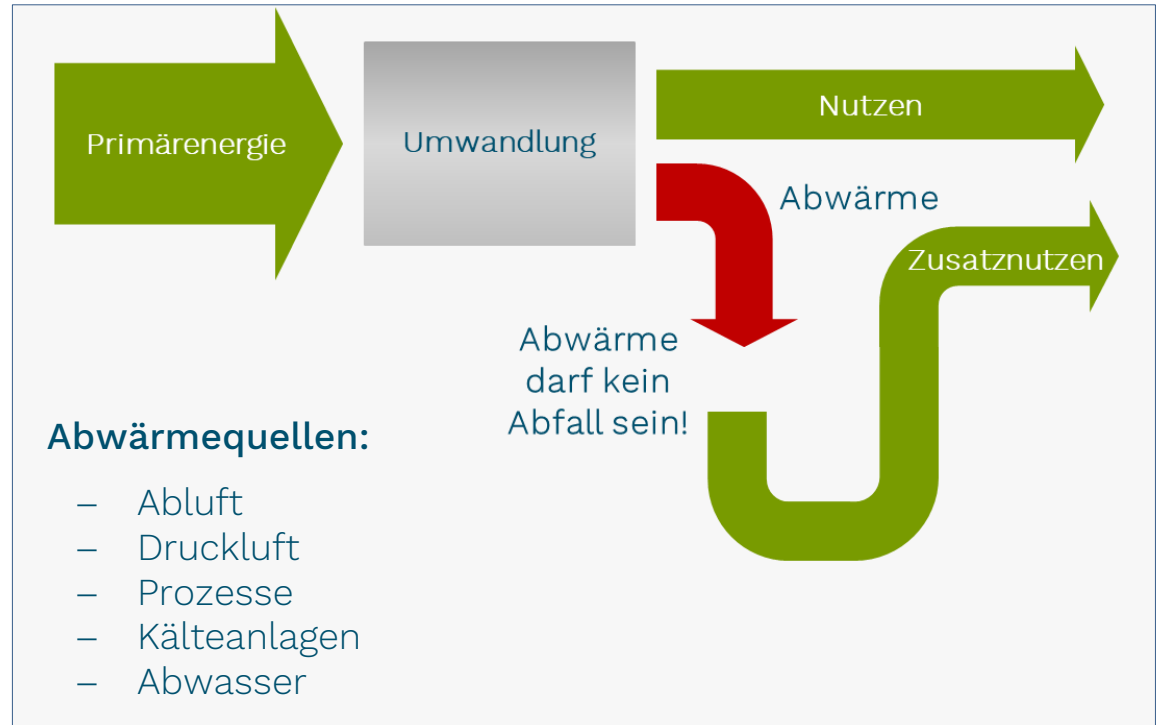 Primärenergie
Umwandlung
Nutzen
Abwärme
Zusatznutzen
Abwärme
darf kein
Abfall sein!
Abwärmequellen:
– Abluft
– Druckluft
– Prozesse
– Kälteanlagen
– Abwasser